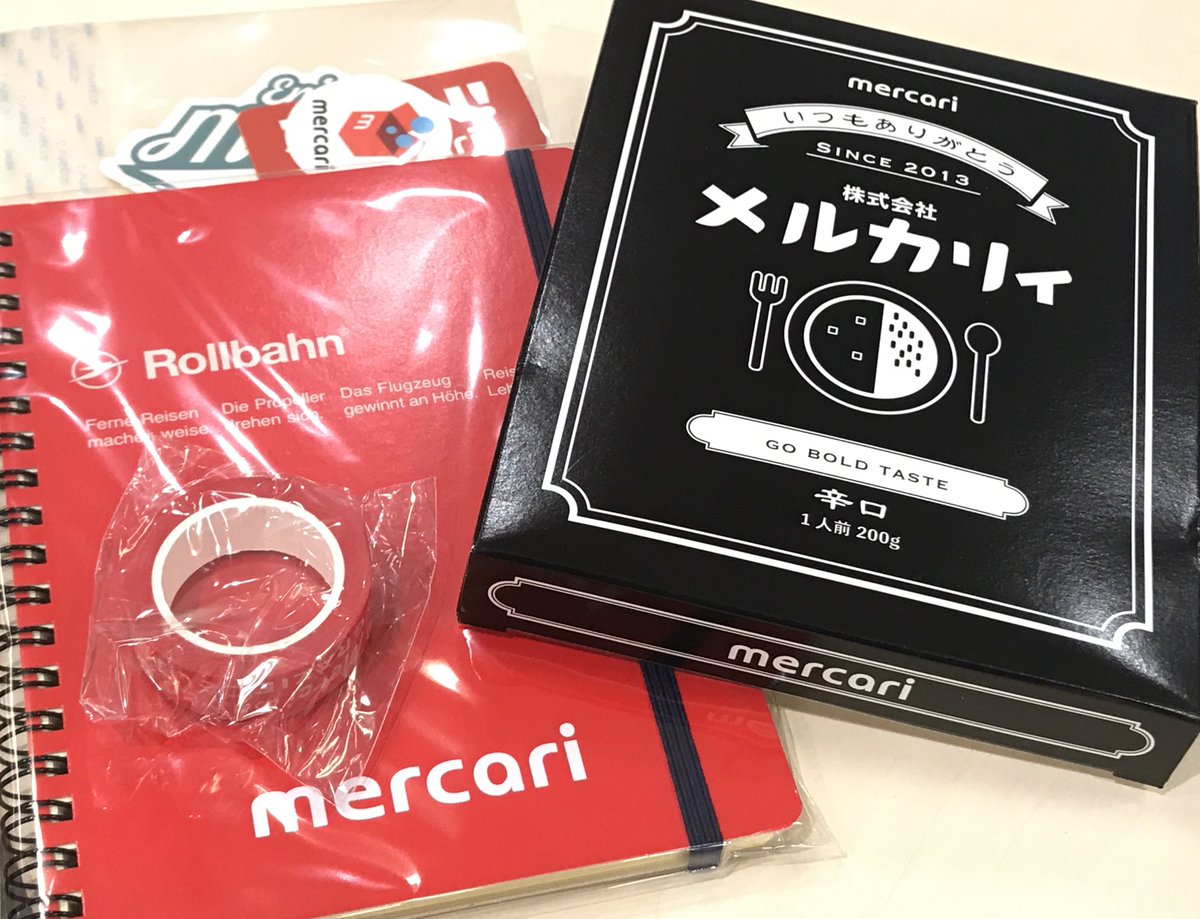 mercari
mercari
いつもありがとう
SINCE 2013
株式会社
メルカリィ
GO BOLD TASTE
辛口
1人前 200g
mercari
Rollbahn
Ferne Reisen Die Propeller Das Flugzeug
machen weise. drehen sich. gewinnt an Höhe.
mercari